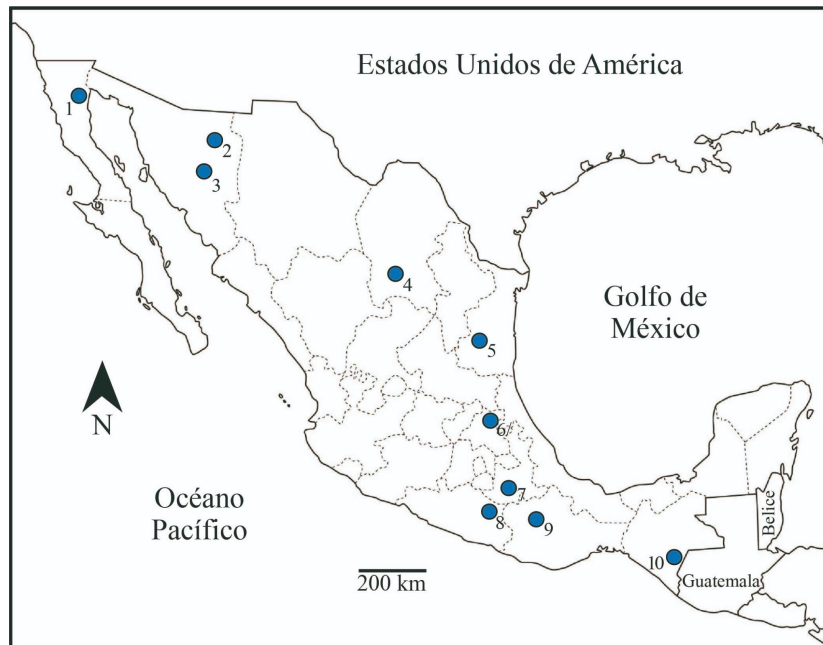 Estados Unidos de América
1
2
3
4
Golfo de
México
5
N
6
7
Océano
Pacífico
8
9
Belice
10
Guatemala
200 km